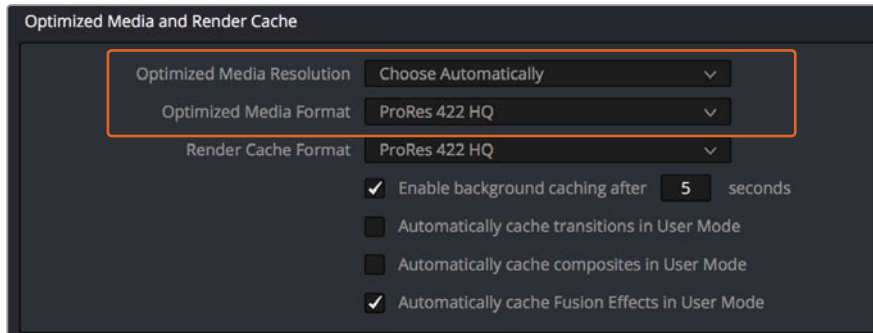 Optimized Media and Render Cache
Optimized Media Resolution Choose Automatically
Optimized Media Format ProRes 422 HQ
Render Cache Format ProRes 422 HQ
Enable background caching after 5 seconds
Automatically cache transitions in User Mode
Automatically cache composites in User Mode
Automatically cache Fusion Effects in User Mode